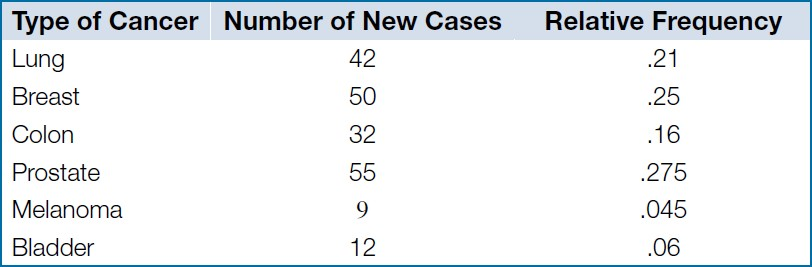 Type of Cancer Number of New Cases Relative Frequency
Lung 42 .21
Breast 50 .25
Colon 32 .16
Prostate 55 .275
Melanoma 9 .045
Bladder 12 .06